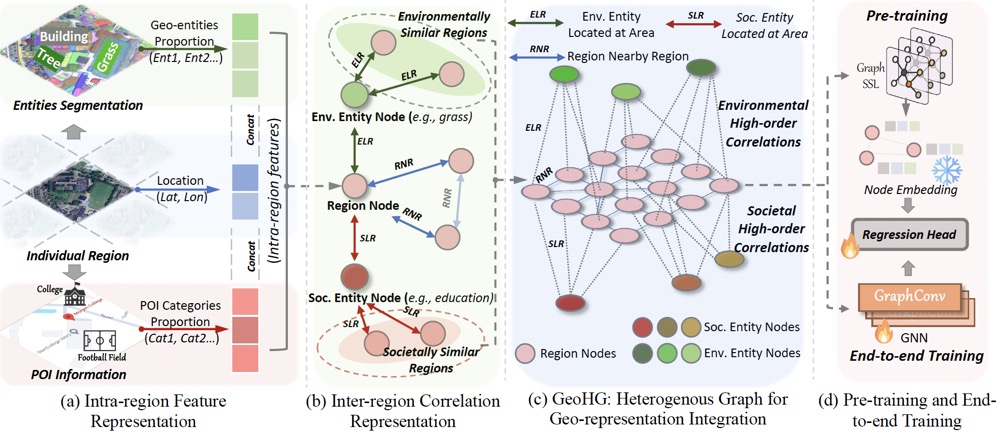 Building
Tree
Grass
Geo-entities
Proportion
(Ent1, Ent2...)
Entities Segmentation
Concat
Location
(Lat, Lon)
Individual Region
Concat
(Intra-region features)
College
Football Field
POI Categories
Proportion
(Cat1, Cat2...)
POI Information
(a) Intra-region Feature
Representation
Environmentally
Similar Regions
ELR
ELR
Env. Entity Node (e.g., grass)
ELR
RNR
Region Node
RNR
RNR
SLR
Soc. Entity Node (e.g., education)
SLR
SLR
Societally Similar
Regions
(b) Inter-region Correlation
Representation
ELR
Env. Entity
Located at Area
SLR
Soc. Entity
Located at Area
RNR
Region Nearby Region
Environmental
High-order
Correlations
ELR
RNR
SLR
Societal
High-order
Correlations
Region Nodes
Soc. Entity Nodes
Env. Entity Nodes
(c) GeoHG: Heterogenous Graph for
Geo-representation Integration
Pre-training
Graph
SSL
Node Embedding
Regression Head
GraphConv
GNN
End-to-end Training
(d) Pre-training and End-
to-end Training